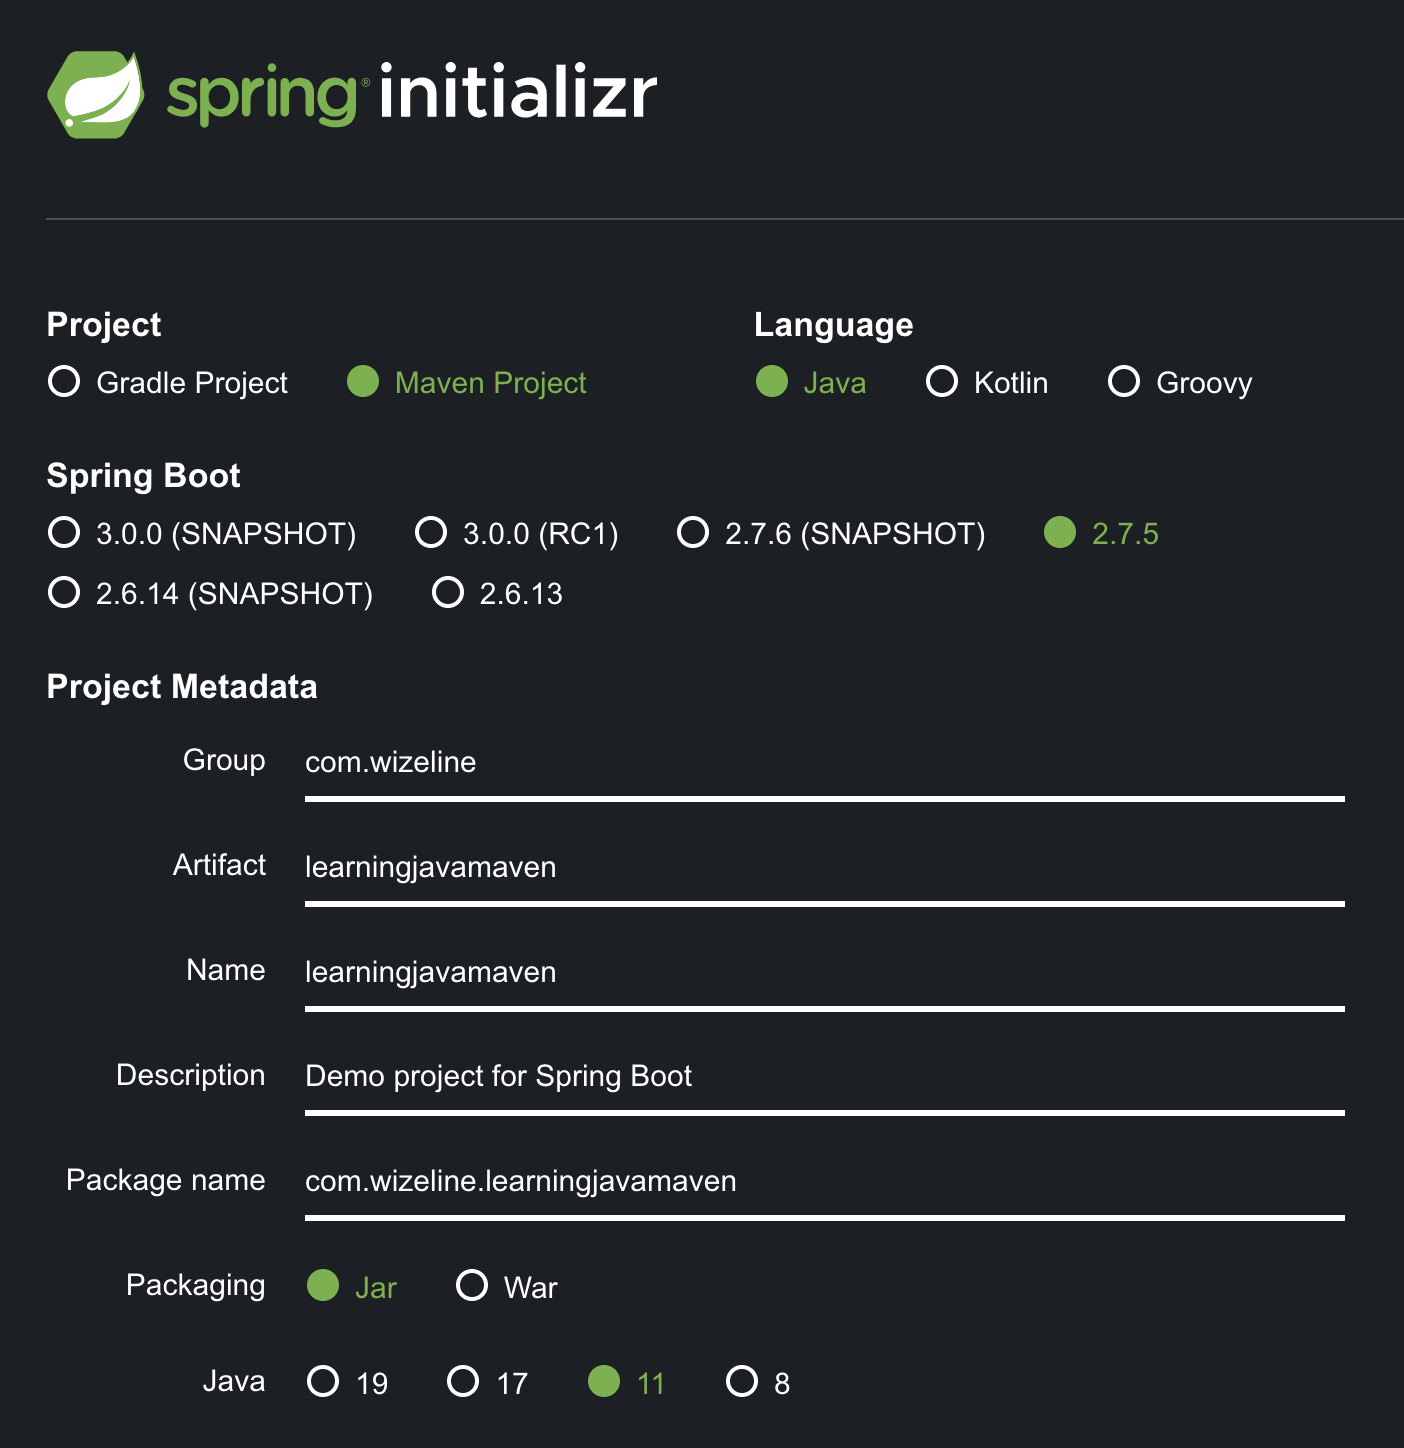 spring® initializr
Project
Gradle Project Maven Project
Language
Java Kotlin Groovy
Spring Boot
3.0.0 (SNAPSHOT) 3.0.0 (RC1) 2.7.6 (SNAPSHOT) 2.7.5
2.6.14 (SNAPSHOT) 2.6.13
Project Metadata
Group com.wizeline
Artifact learningjavamaven
Name learningjavamaven
Description Demo project for Spring Boot
Package name com.wizeline.learningjavamaven
Packaging Jar War
Java 19 17 11 8